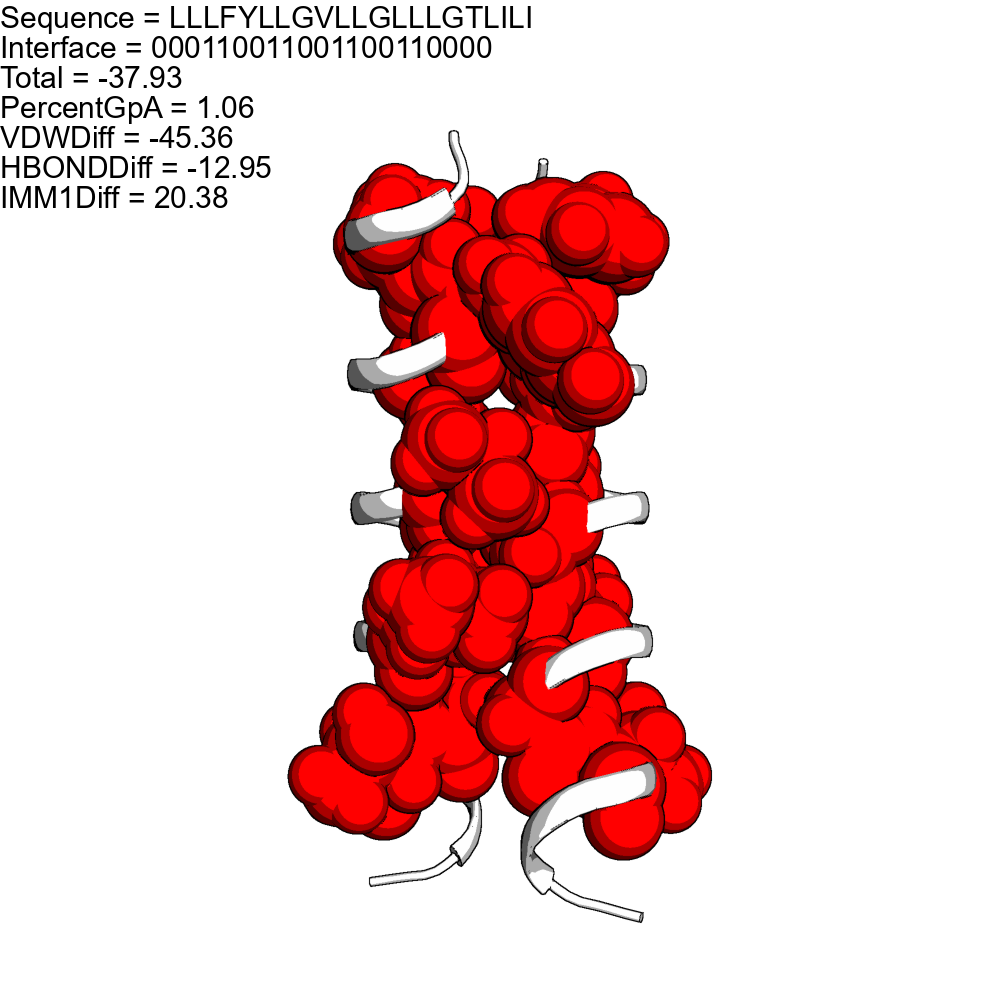 Sequence = LLLFYLLGVLLGLLLGTLILI
Interface = 000110011001100110000
Total = -37.93
PercentGpA = 1.06
VDWDiff = -45.36
HBONDDiff = -12.95
IMM1Diff = 20.38